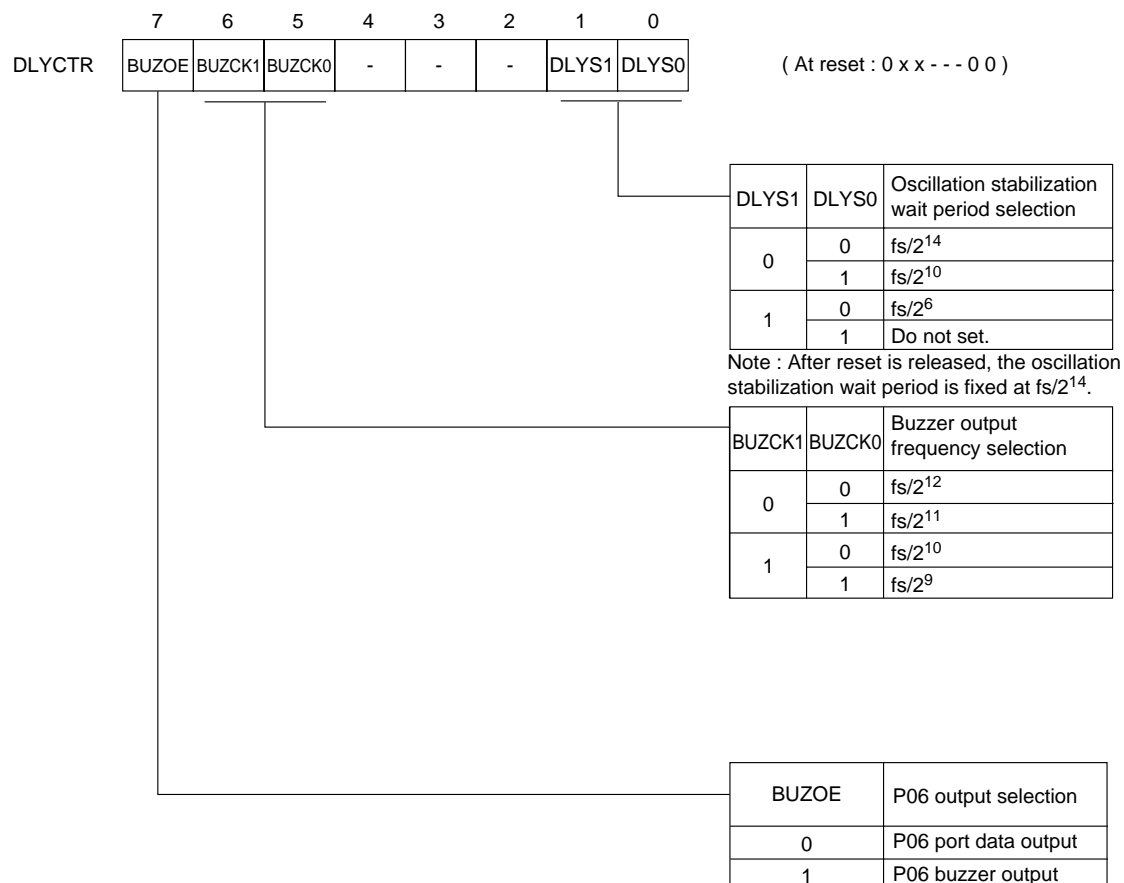 7 6 5 4 3 2 1 0
DLYCTR BUZOE BUZCK1 BUZCK0 - - - DLYS1 DLYS0 ( At reset : 0 x x - - - 0 0 )
DLYS1 DLYS0 Oscillation stabilization
wait period selection
0 0 fs/2^14
1 fs/2^10
1 0 fs/2^6
1 Do not set.
Note : After reset is released, the oscillation
stabilization wait period is fixed at fs/2^14.
BUZCK1 BUZCK0 Buzzer output
frequency selection
0 0 fs/2^12
1 fs/2^11
1 0 fs/2^10
1 fs/2^9
BUZOE P06 output selection
0 P06 port data output
1 P06 buzzer output